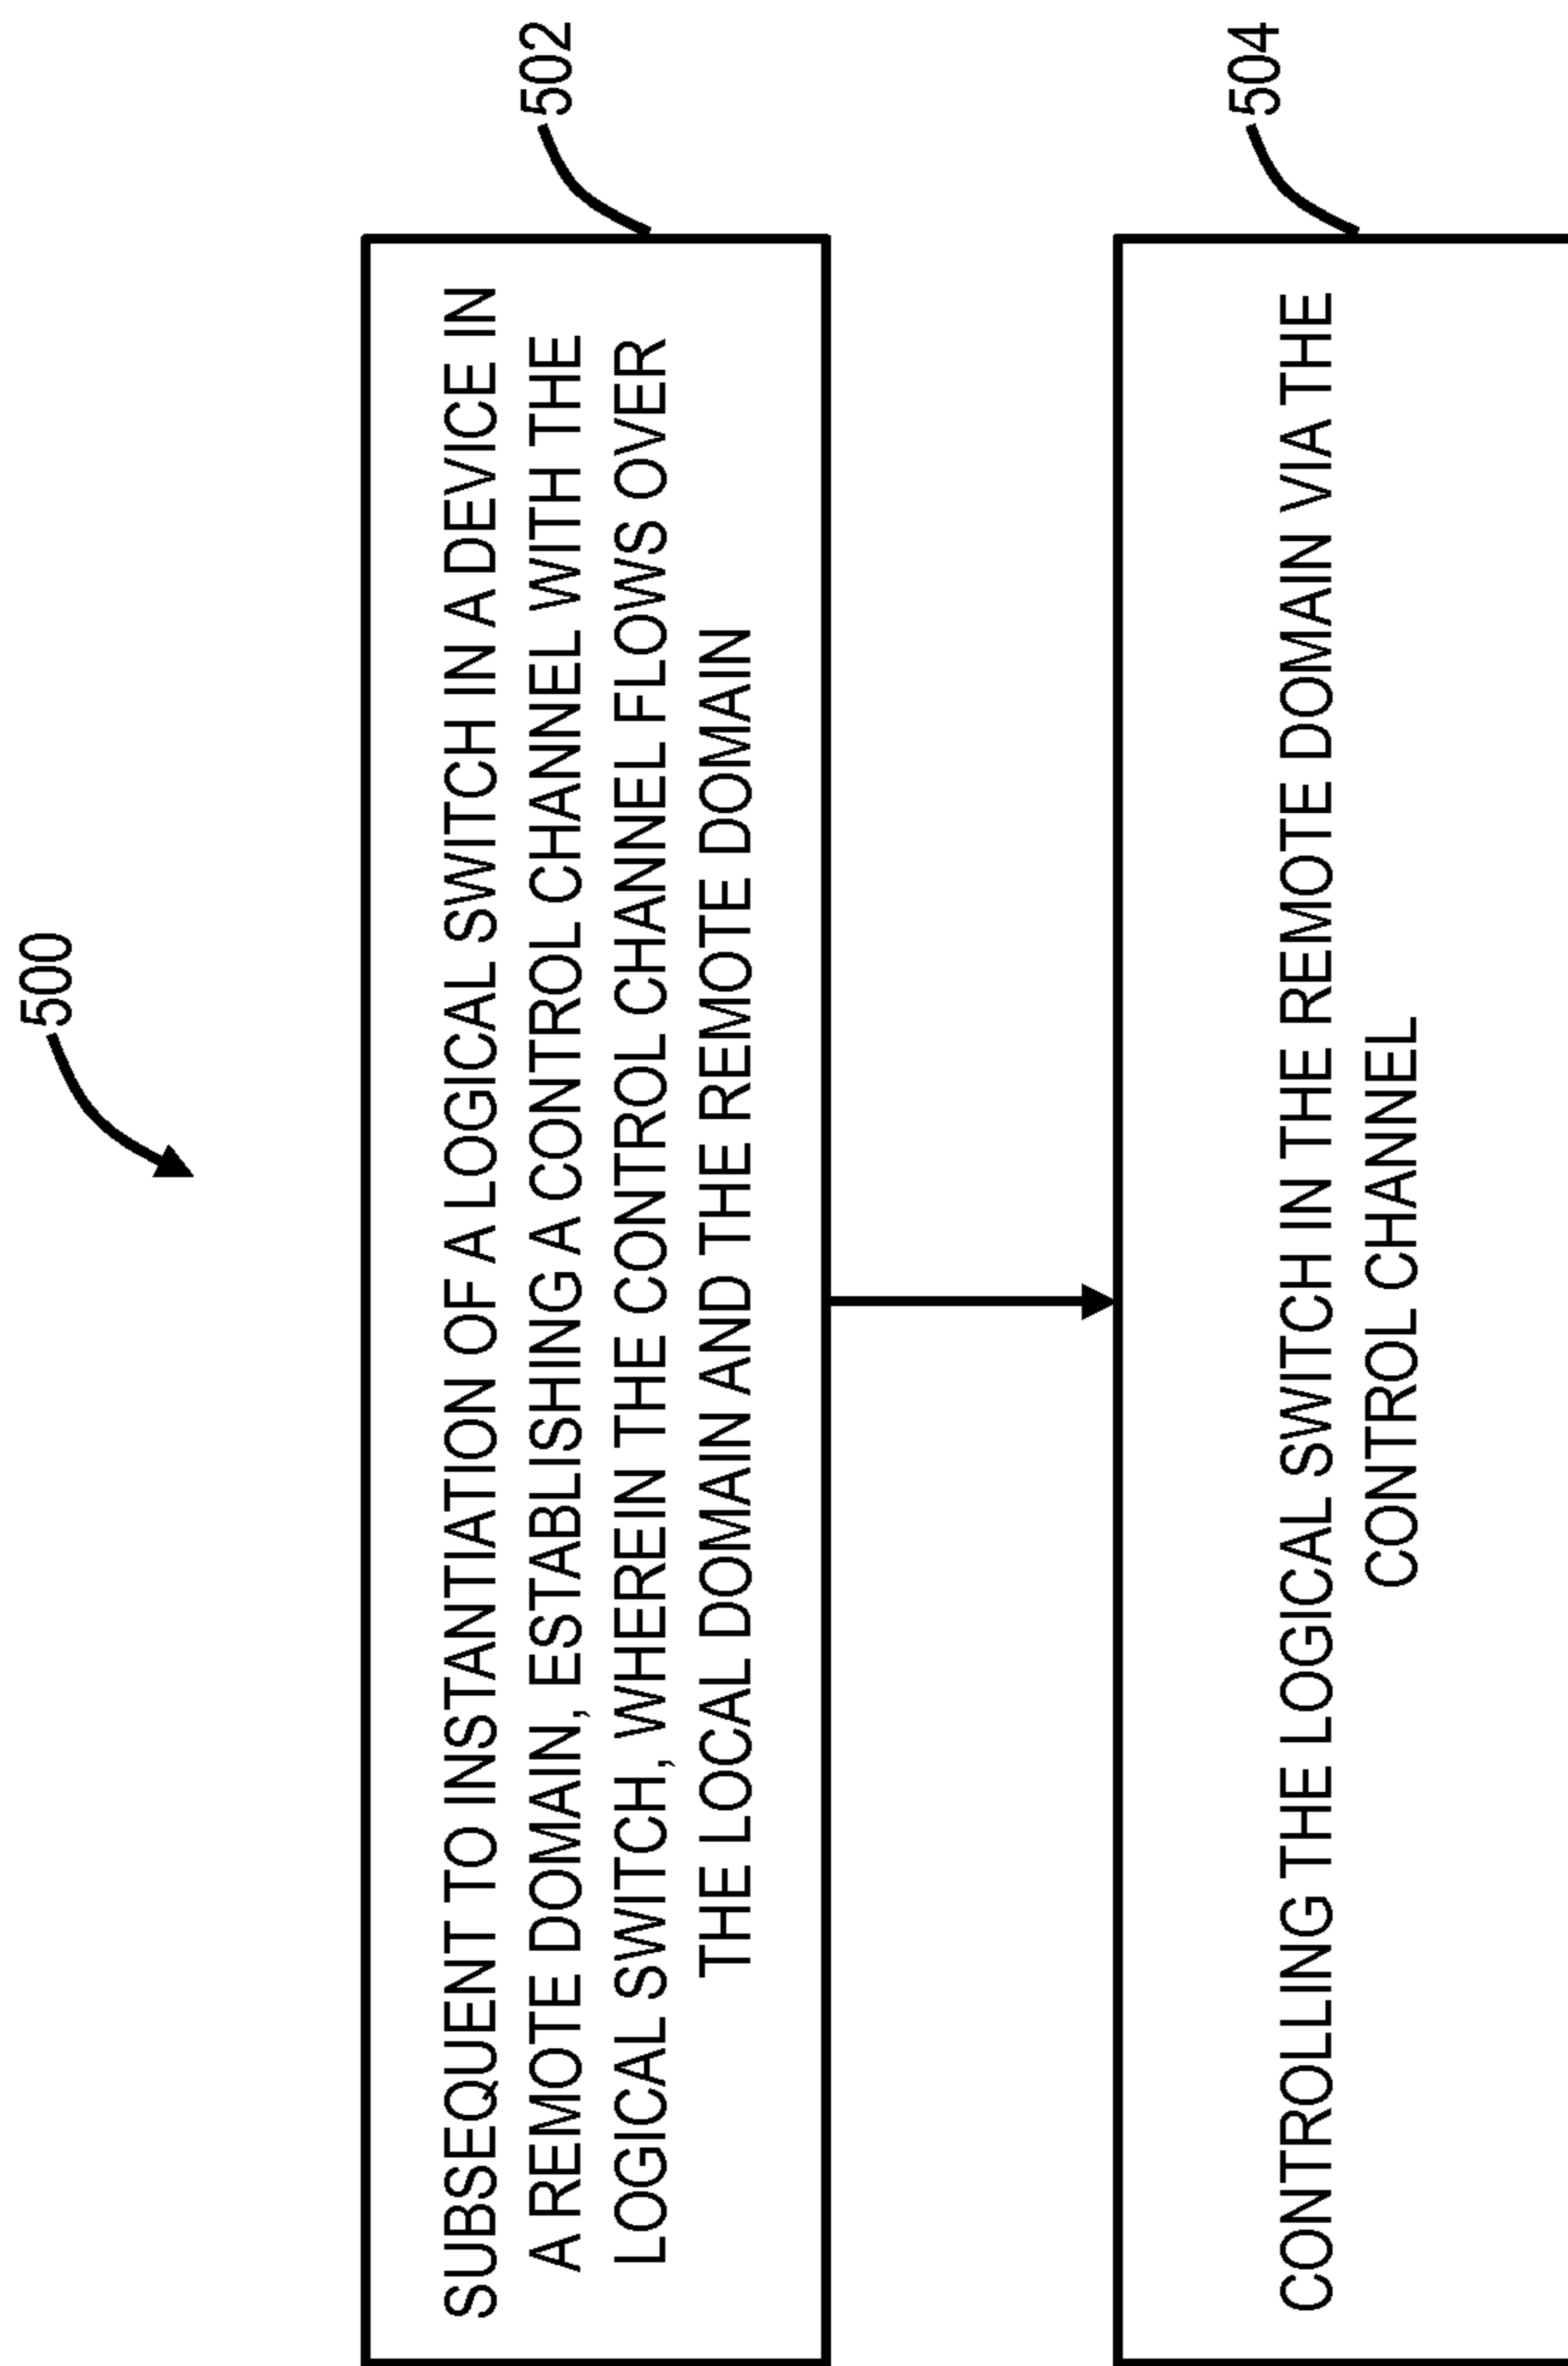 500
502
SUBSEQUENT TO INSTANTIATION OF A LOGICAL SWITCH IN A DEVICE IN
A REMOTE DOMAIN, ESTABLISHING A CONTROL CHANNEL WITH THE
LOGICAL SWITCH, WHEREIN THE CONTROL CHANNEL FLOWS OVER
THE LOCAL DOMAIN AND THE REMOTE DOMAIN
504
CONTROLLING THE LOGICAL SWITCH IN THE REMOTE DOMAIN VIA THE
CONTROL CHANNEL